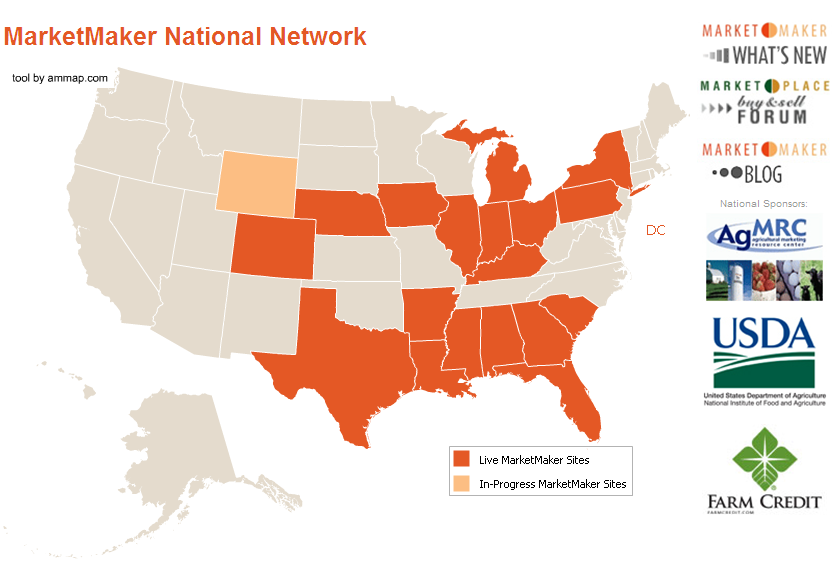 MarketMaker National Network
tool by ammap.com
DC
Live MarketMaker Sites
In-Progress MarketMaker Sites
MARKET MAKER
WHAT'S NEW
MARKET PLACE
buy & sell
FORUM
MARKET MAKER
BLOG
National Sponsors:
AgMRC
agricultural marketing
resource center
USDA
United States Department of Agriculture
National Institute of Food and Agriculture
FARM CREDIT
FARMCREDIT.COM